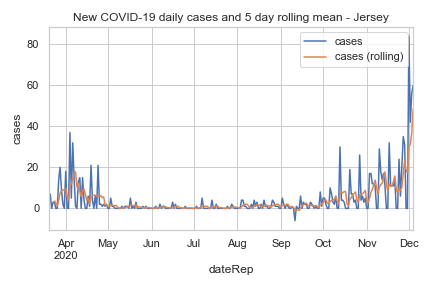 New COVID-19 daily cases and 5 day rolling mean - Jersey
cases
cases (rolling)
80
60
40
20
0
cases
Apr May Jun Jul Aug Sep Oct Nov Dec
2020
dateRep